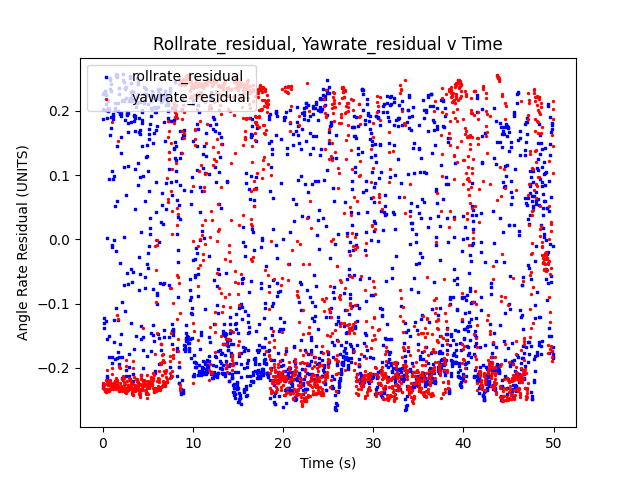 Rollrate_residual, Yawrate_residual v Time
rollrate_residual
yawrate_residual
Angle Rate Residual (UNITS)
0.2
0.1
0.0
−0.1
−0.2
0 10 20 30 40 50
Time (s)